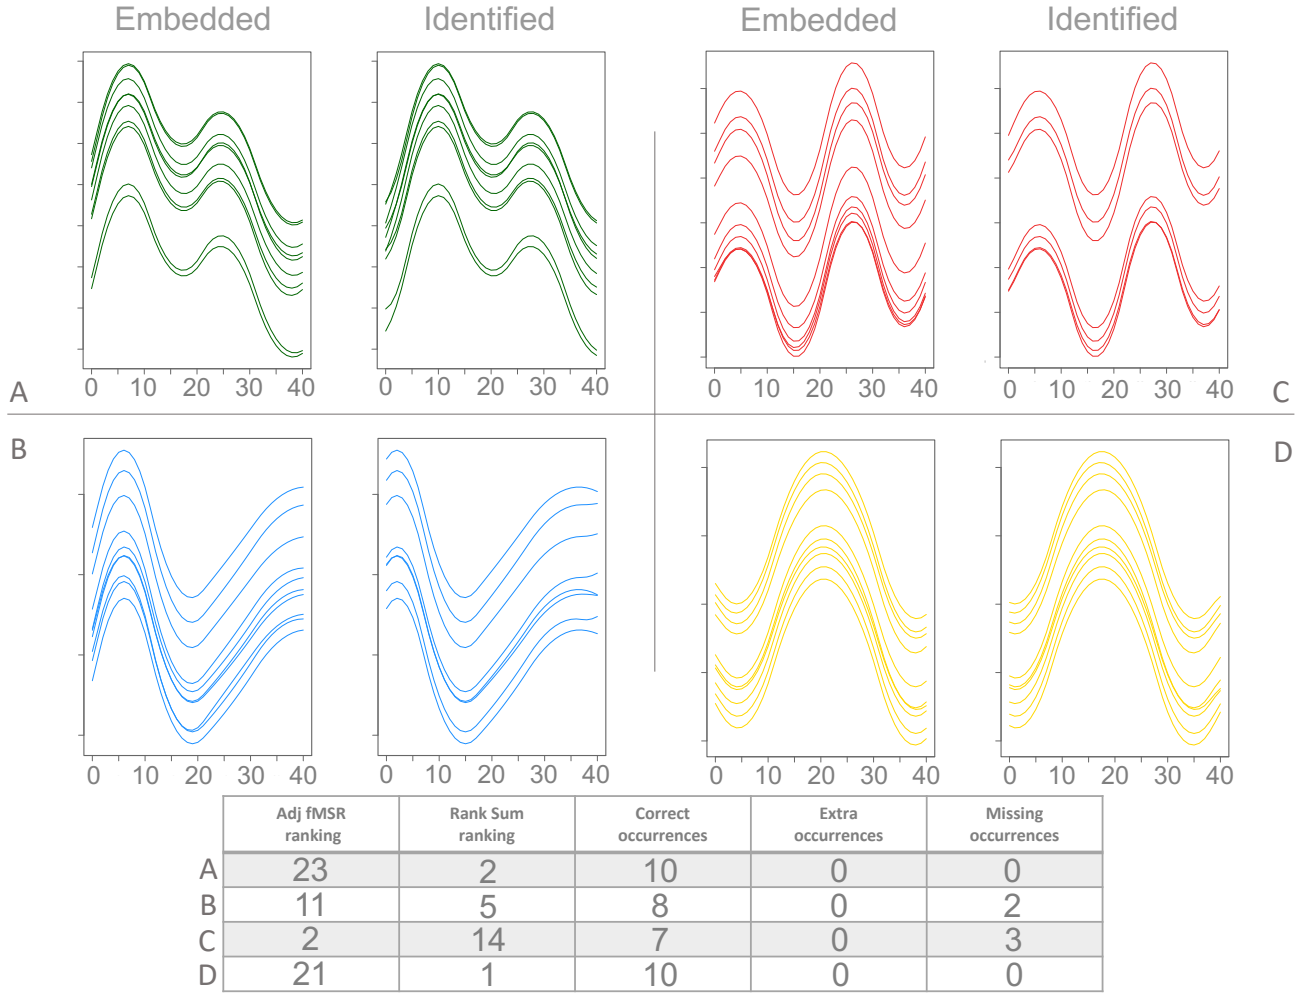 Embedded Identified Embedded Identified
0 10 20 30 40 0 10 20 30 40 0 10 20 30 40 0 10 20 30 40
A C
B D
0 10 20 30 40 0 10 20 30 40 0 10 20 30 40 0 10 20 30 40
Adj fMSR Rank Sum Correct Extra Missing
ranking ranking occurrences occurrences occurrences
A 23 2 10 0 0
B 11 5 8 0 2
C 2 14 7 0 3
D 21 1 10 0 0